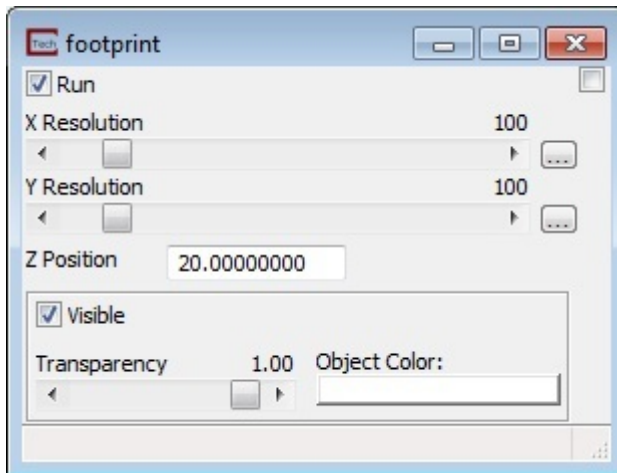 Tech footprint
Run
X Resolution 100
...
Y Resolution 100
...
Z Position 20.00000000
Visible
Transparency 1.00 Object Color: